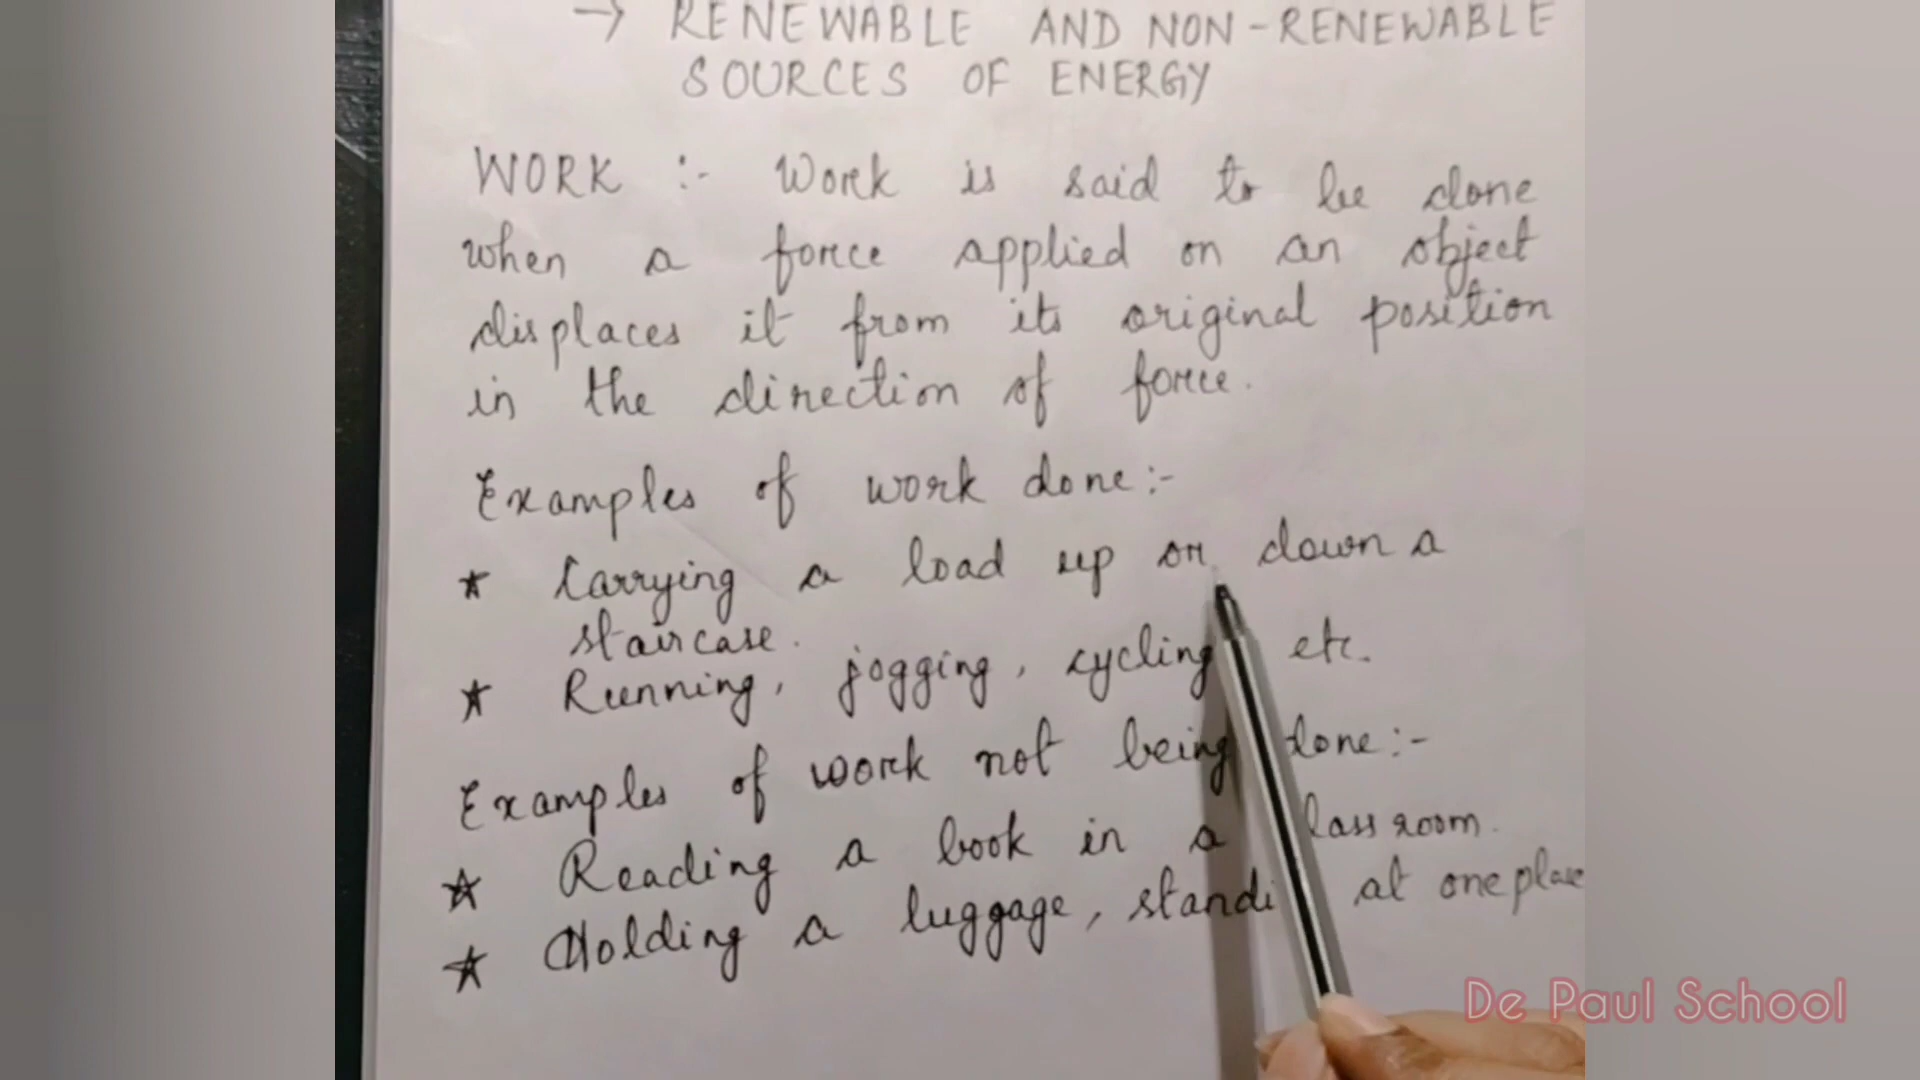 → RENEWABLE AND NON-RENEWABLE
SOURCES OF ENERGY
WORK :- Work is said to be done
when a force applied on an object
displaces it from its original position
in the direction of force.
Examples of work done:-
★ Carrying a load up or down a
staircase.
★ Running, jogging, cycling etc.
Examples of work not being done:-
★ Reading a book in a classroom.
★ Holding a luggage, standing at one place
De Paul School